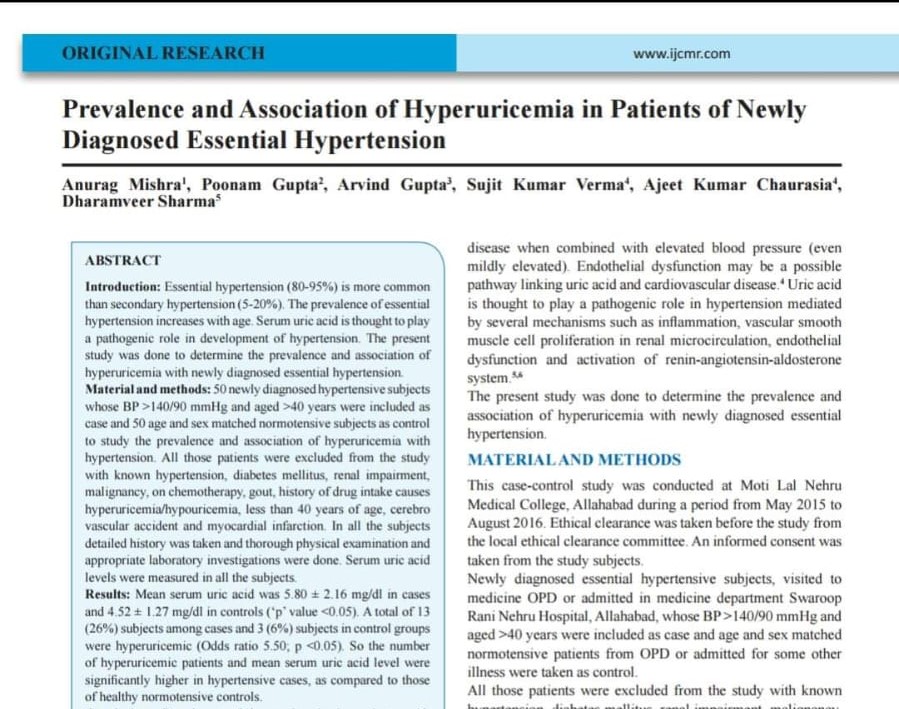 ORIGINAL RESEARCH
www.ijcmr.com
Prevalence and Association of Hyperuricemia in Patients of Newly
Diagnosed Essential Hypertension
Anurag Mishra¹, Poonam Gupta², Arvind Gupta³, Sujit Kumar Verma⁴, Ajeet Kumar Chaurasia⁴,
Dharamveer Sharma⁵
ABSTRACT
Introduction: Essential hypertension (80-95%) is more common
than secondary hypertension (5-20%). The prevalence of essential
hypertension increases with age. Serum uric acid is thought to play
a pathogenic role in development of hypertension. The present
study was done to determine the prevalence and association of
hyperuricemia with newly diagnosed essential hypertension.
Material and methods: 50 newly diagnosed hypertensive subjects
whose BP >140/90 mmHg and aged >40 years were included as
case and 50 age and sex matched normotensive subjects as control
to study the prevalence and association of hyperuricemia with
hypertension. All those patients were excluded from the study
with known hypertension, diabetes mellitus, renal impairment,
malignancy, on chemotherapy, gout, history of drug intake causes
hyperuricemia/hypouricemia, less than 40 years of age, cerebro
vascular accident and myocardial infarction. In all the subjects
detailed history was taken and thorough physical examination and
appropriate laboratory investigations were done. Serum uric acid
levels were measured in all the subjects.
Results: Mean serum uric acid was 5.80 ± 2.16 mg/dl in cases
and 4.52 ± 1.27 mg/dl in controls ('p' value <0.05). A total of 13
(26%) subjects among cases and 3 (6%) subjects in control groups
were hyperuricemic (Odds ratio 5.50; p <0.05). So the number
of hyperuricemic patients and mean serum uric acid level were
significantly higher in hypertensive cases, as compared to those
of healthy normotensive controls.
disease when combined with elevated blood pressure (even
mildly elevated). Endothelial dysfunction may be a possible
pathway linking uric acid and cardiovascular disease.⁴ Uric acid
is thought to play a pathogenic role in hypertension mediated
by several mechanisms such as inflammation, vascular smooth
muscle cell proliferation in renal microcirculation, endothelial
dysfunction and activation of renin-angiotensin-aldosterone
system.⁵,⁶
The present study was done to determine the prevalence and
association of hyperuricemia with newly diagnosed essential
hypertension.
MATERIAL AND METHODS
This case-control study was conducted at Moti Lal Nehru
Medical College, Allahabad during a period from May 2015 to
August 2016. Ethical clearance was taken before the study from
the local ethical clearance committee. An informed consent was
taken from the study subjects.
Newly diagnosed essential hypertensive subjects, visited to
medicine OPD or admitted in medicine department Swaroop
Rani Nehru Hospital, Allahabad, whose BP>140/90 mmHg and
aged >40 years were included as case and age and sex matched
normotensive patients from OPD or admitted for some other
illness were taken as control.
All those patients were excluded from the study with known